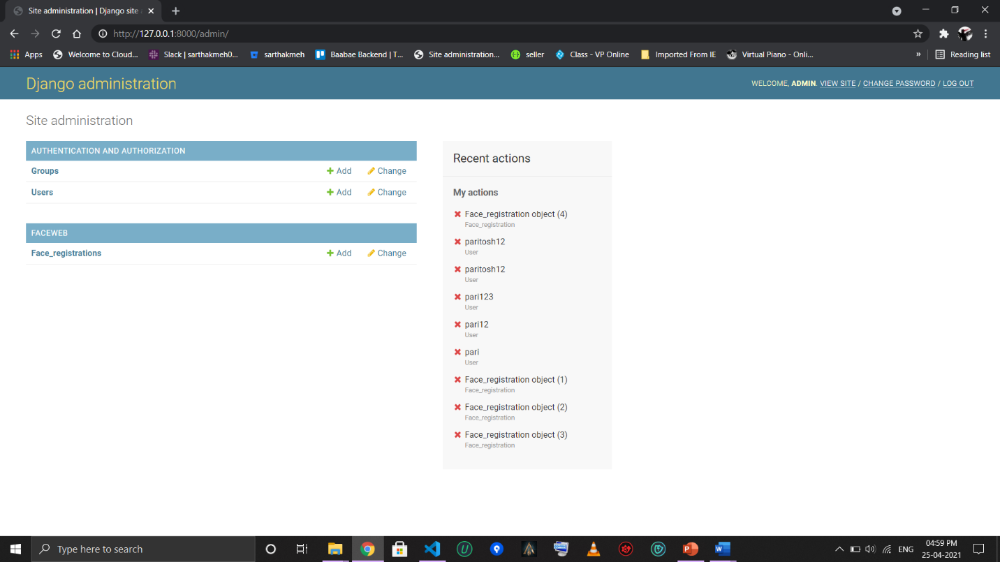 Site administration | Django site a
http://127.0.0.1:8000/admin/
Apps Welcome to Cloud... Slack | sarthakmeh0... sarthakmeh Baabae Backend | T... Site administration... seller Class - VP Online Imported From IE Virtual Piano - Onli... » Reading list
Django administration WELCOME, ADMIN. VIEW SITE / CHANGE PASSWORD / LOG OUT
Site administration
AUTHENTICATION AND AUTHORIZATION
Groups Add Change
Users Add Change
FACEWEB
Face_registrations Add Change
Recent actions
My actions
Face_registration object (4)
Face_registration
paritosh12
User
paritosh12
User
pari123
User
pari12
User
pari
User
Face_registration object (1)
Face_registration
Face_registration object (2)
Face_registration
Face_registration object (3)
Face_registration
Type here to search
ENG
04:59 PM
25-04-2021